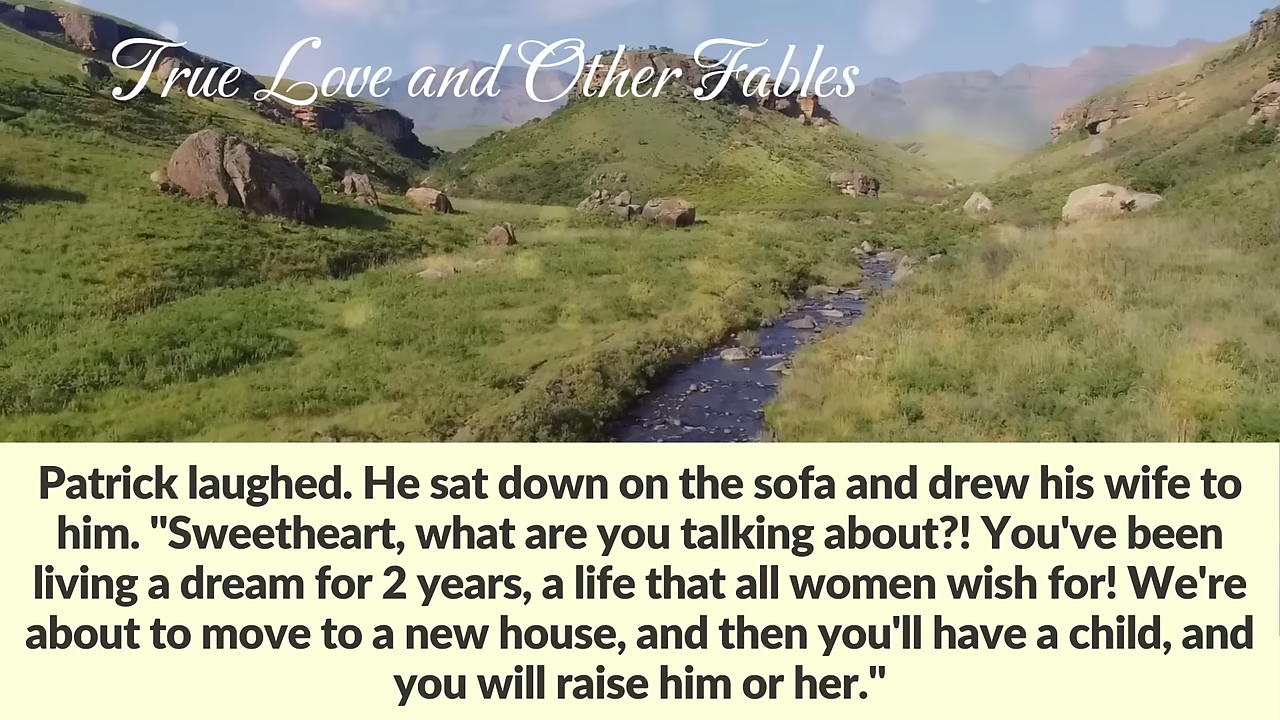 True Love and Other Fables
Patrick laughed. He sat down on the sofa and drew his wife to
him. "Sweetheart, what are you talking about?! You've been
living a dream for 2 years, a life that all women wish for! We're
about to move to a new house, and then you'll have a child, and
you will raise him or her."